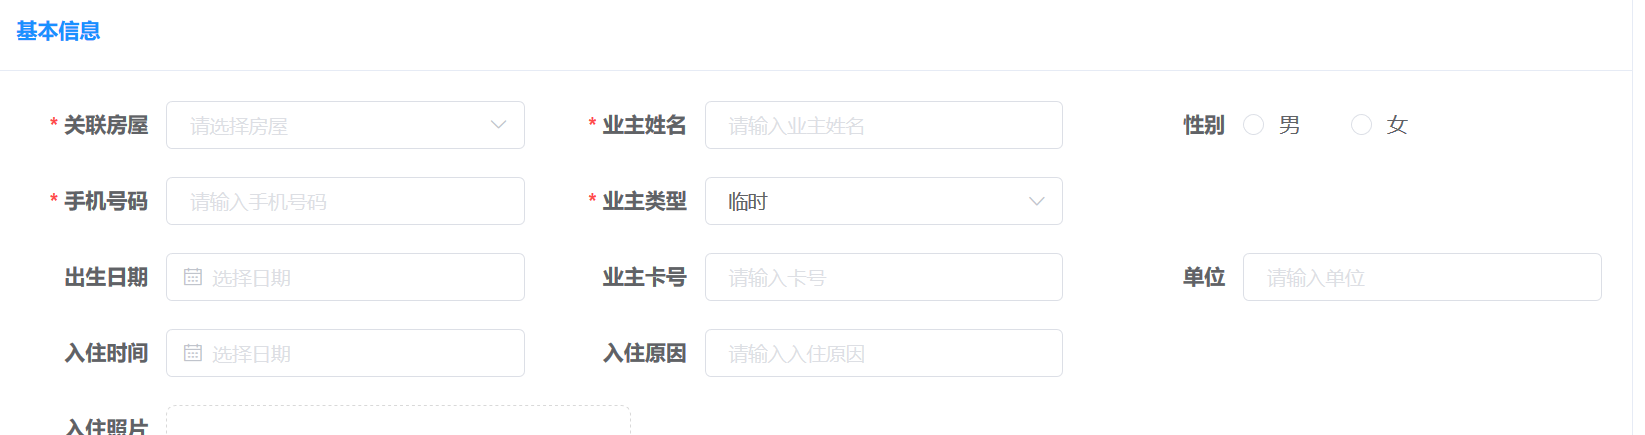 基本信息
* 关联房屋 请选择房屋 * 业主姓名 请输入业主姓名 性别 男 女
* 手机号码 请输入手机号码 * 业主类型 临时
出生日期 选择日期 业主卡号 请输入卡号 单位 请输入单位
入住时间 选择日期 入住原因 请输入入住原因
入住照片